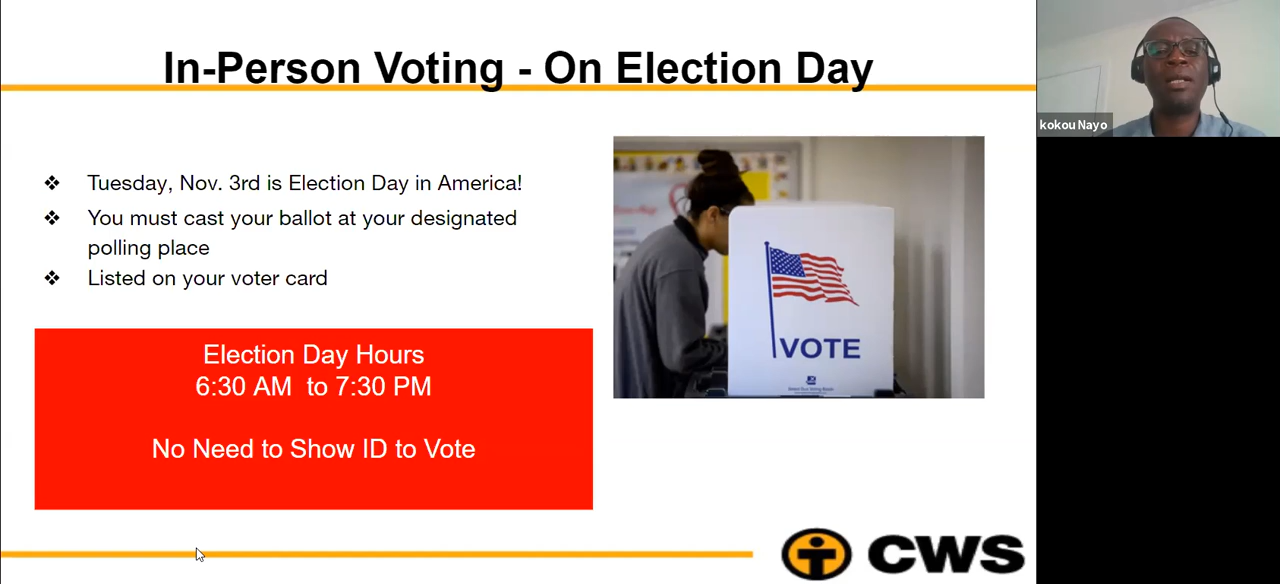 In-Person Voting - On Election Day
kokou Nayo
Tuesday, Nov. 3rd is Election Day in America!
You must cast your ballot at your designated
polling place
Listed on your voter card
VOTE
Election Day Hours
6:30 AM to 7:30 PM
No Need to Show ID to Vote
CWS